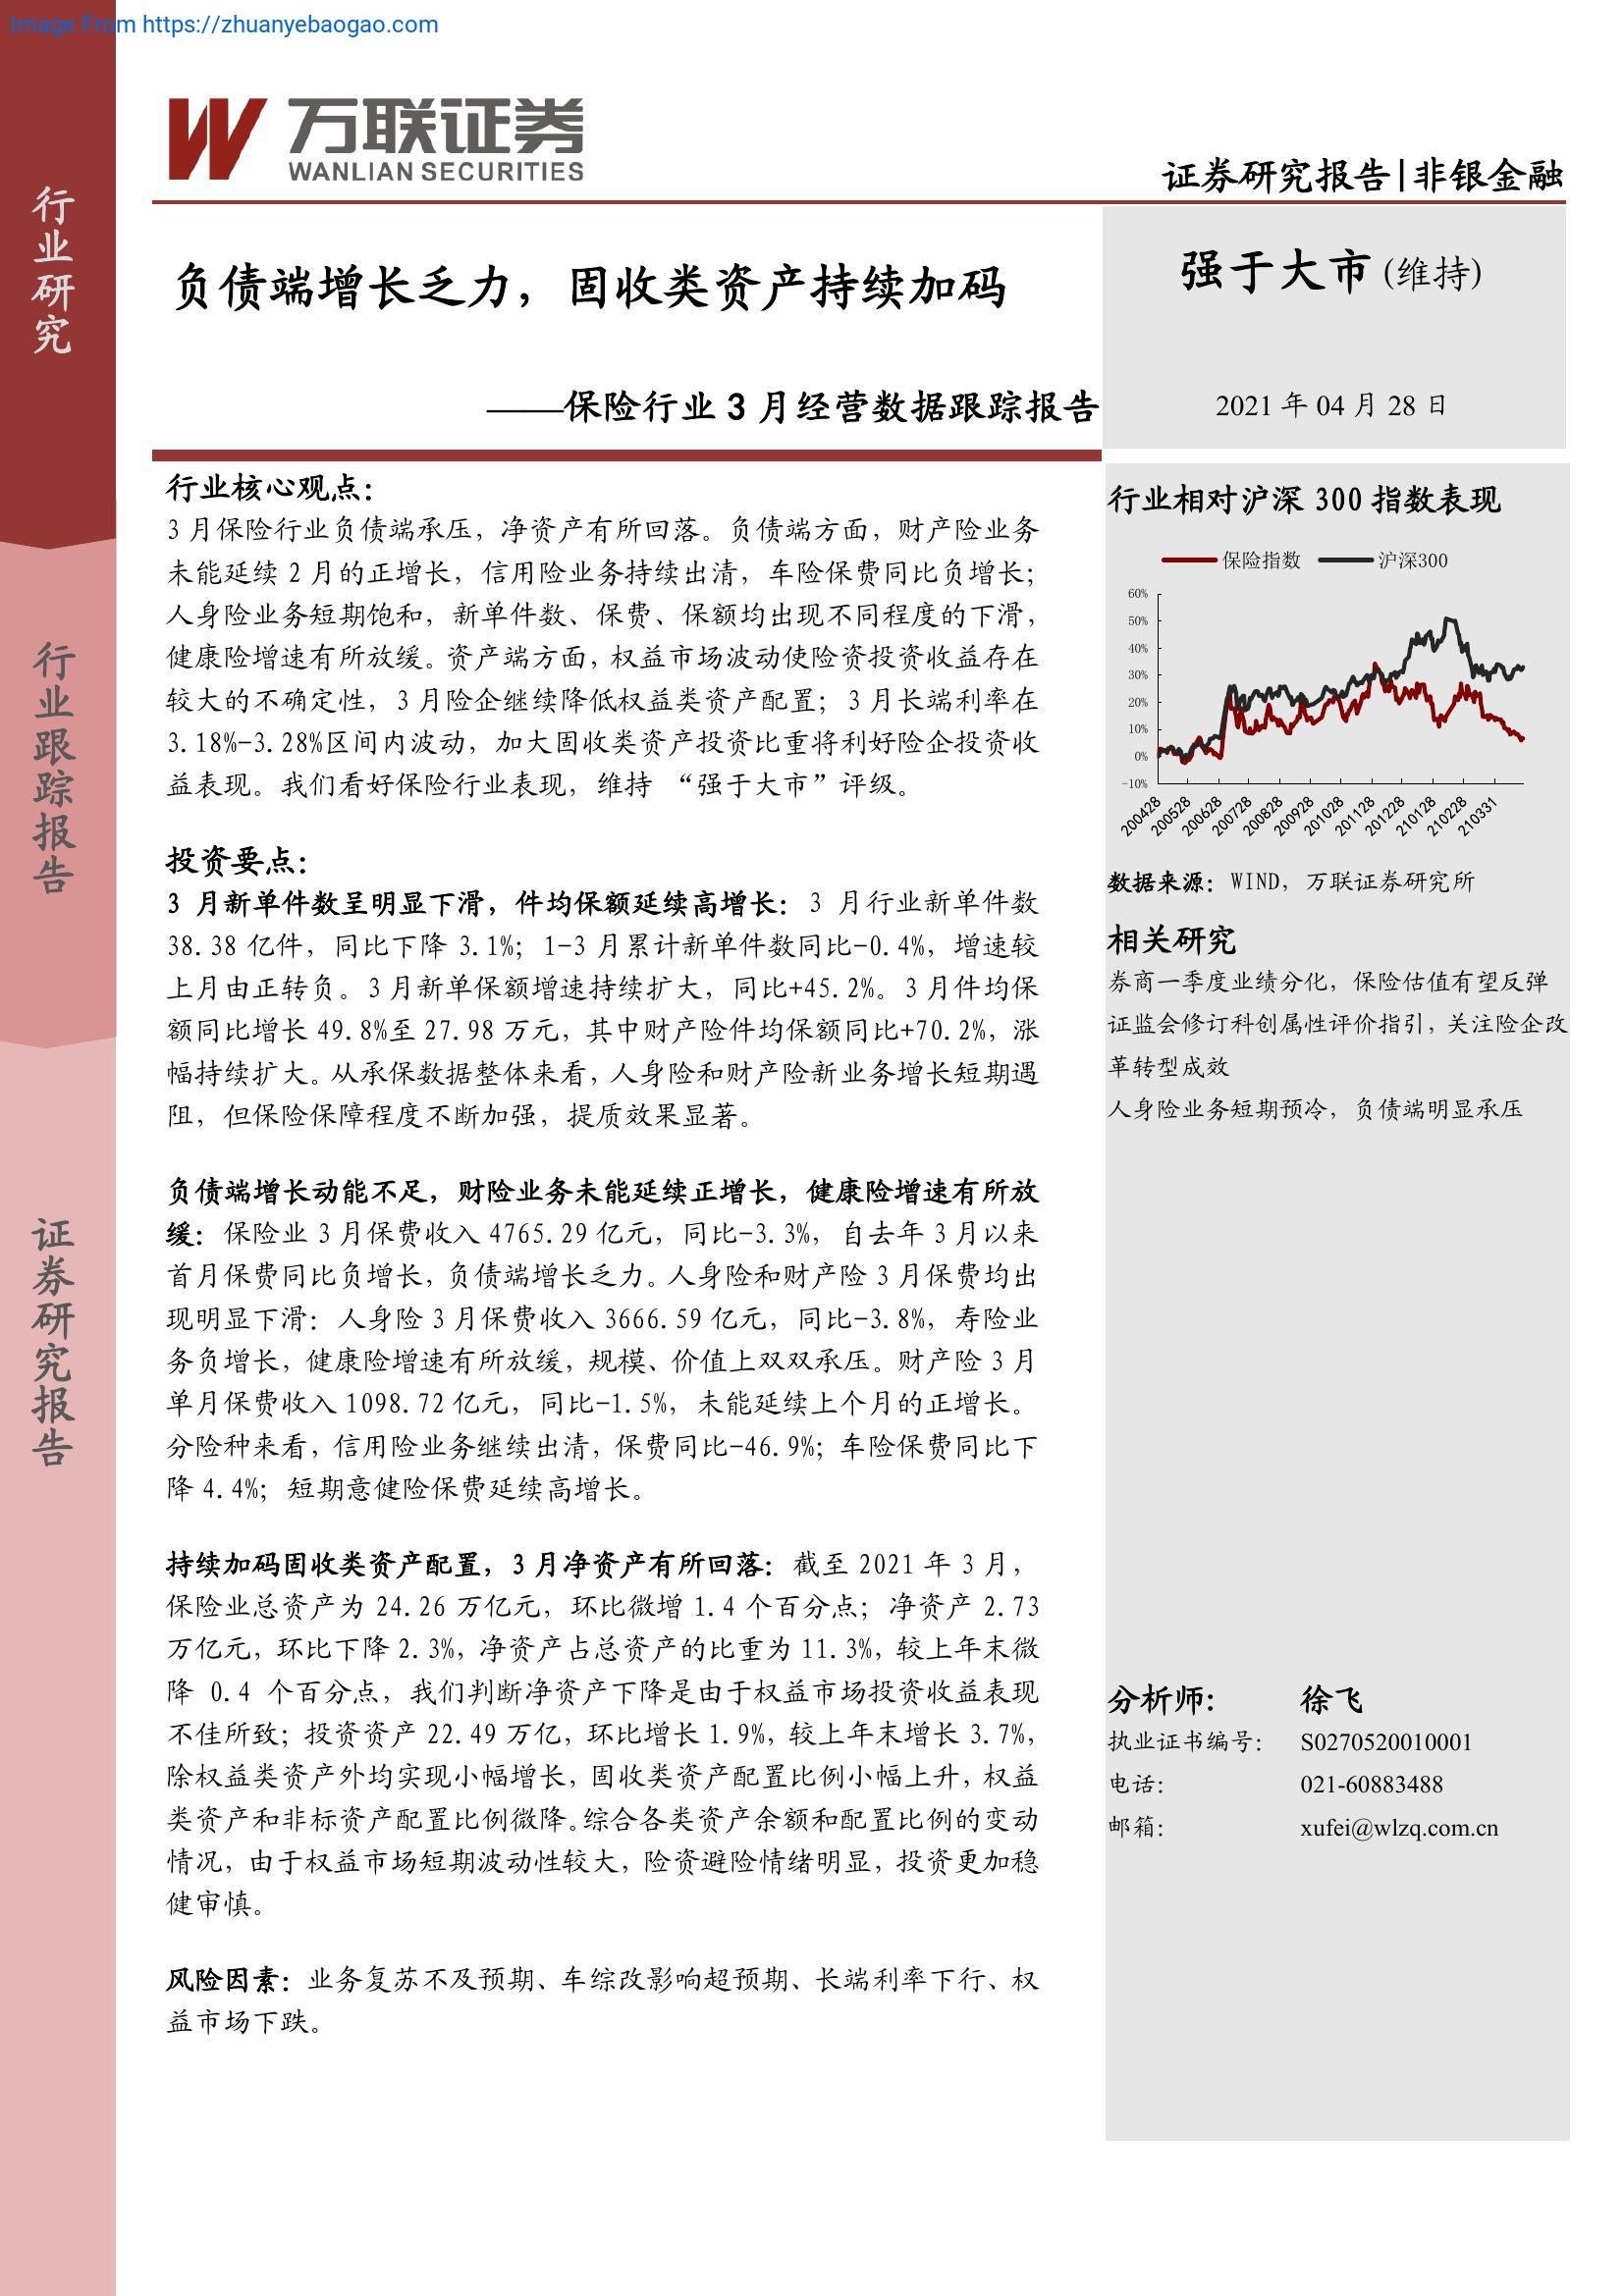 Image From https://zhuanyebaogao.com
万联证券
WANLIAN SECURITIES
证券研究报告|非银金融
行业研究
行业跟踪报告
证券研究报告
负债端增长乏力，固收类资产持续加码
——保险行业 3 月经营数据跟踪报告
强于大市 (维持)
2021 年 04 月 28 日
行业核心观点：
3 月保险行业负债端承压，净资产有所回落。负债端方面，财产险业务
未能延续 2 月的正增长，信用险业务持续出清，车险保费同比负增长；
人身险业务短期饱和，新单件数、保费、保额均出现不同程度的下滑，
健康险增速有所放缓。资产端方面，权益市场波动使险资投资收益存在
较大的不确定性，3 月险企继续降低权益类资产配置；3 月长端利率在
3.18%-3.28%区间内波动，加大固收类资产投资比重将利好险企投资收
益表现。我们看好保险行业表现，维持 “强于大市”评级。
投资要点：
3 月新单件数呈明显下滑，件均保额延续高增长：3 月行业新单件数
38.38 亿件，同比下降 3.1%；1-3 月累计新单件数同比-0.4%，增速较
上月由正转负。3 月新单保额增速持续扩大，同比+45.2%。3 月件均保
额同比增长 49.8%至 27.98 万元，其中财产险件均保额同比+70.2%，涨
幅持续扩大。从承保数据整体来看，人身险和财产险新业务增长短期遇
阻，但保险保障程度不断加强，提质效果显著。
负债端增长动能不足，财险业务未能延续正增长，健康险增速有所放
缓：保险业 3 月保费收入 4765.29 亿元，同比-3.3%，自去年 3 月以来
首月保费同比负增长，负债端增长乏力。人身险和财产险 3 月保费均出
现明显下滑：人身险 3 月保费收入 3666.59 亿元，同比-3.8%，寿险业
务负增长，健康险增速有所放缓，规模、价值上双双承压。财产险 3 月
单月保费收入 1098.72 亿元，同比-1.5%，未能延续上个月的正增长。
分险种来看，信用险业务继续出清，保费同比-46.9%；车险保费同比下
降 4.4%；短期意健险保费延续高增长。
持续加码固收类资产配置，3 月净资产有所回落：截至 2021 年 3 月，
保险业总资产为 24.26 万亿元，环比微增 1.4 个百分点；净资产 2.73
万亿元，环比下降 2.3%，净资产占总资产的比重为 11.3%，较上年末微
降 0.4 个百分点，我们判断净资产下降是由于权益市场投资收益表现
不佳所致；投资资产 22.49 万亿，环比增长 1.9%，较上年末增长 3.7%，
除权益类资产外均实现小幅增长，固收类资产配置比例小幅上升，权益
类资产和非标资产配置比例微降。综合各类资产余额和配置比例的变动
情况，由于权益市场短期波动性较大，险资避险情绪明显，投资更加稳
健审慎。
风险因素：业务复苏不及预期、车综改影响超预期、长端利率下行、权
益市场下跌。
行业相对沪深 300 指数表现
保险指数 沪深300
60%
50%
40%
30%
20%
10%
0%
-10%
200428 200528 200628 200728 200828 200928 201028 201128 201228 210128 210228 210331
数据来源：WIND，万联证券研究所
相关研究
券商一季度业绩分化，保险估值有望反弹
证监会修订科创属性评价指引，关注险企改
革转型成效
人身险业务短期预冷，负债端明显承压
分析师: 徐飞
执业证书编号: S0270520010001
电话: 021-60883488
邮箱: xufei@wlzq.com.cn